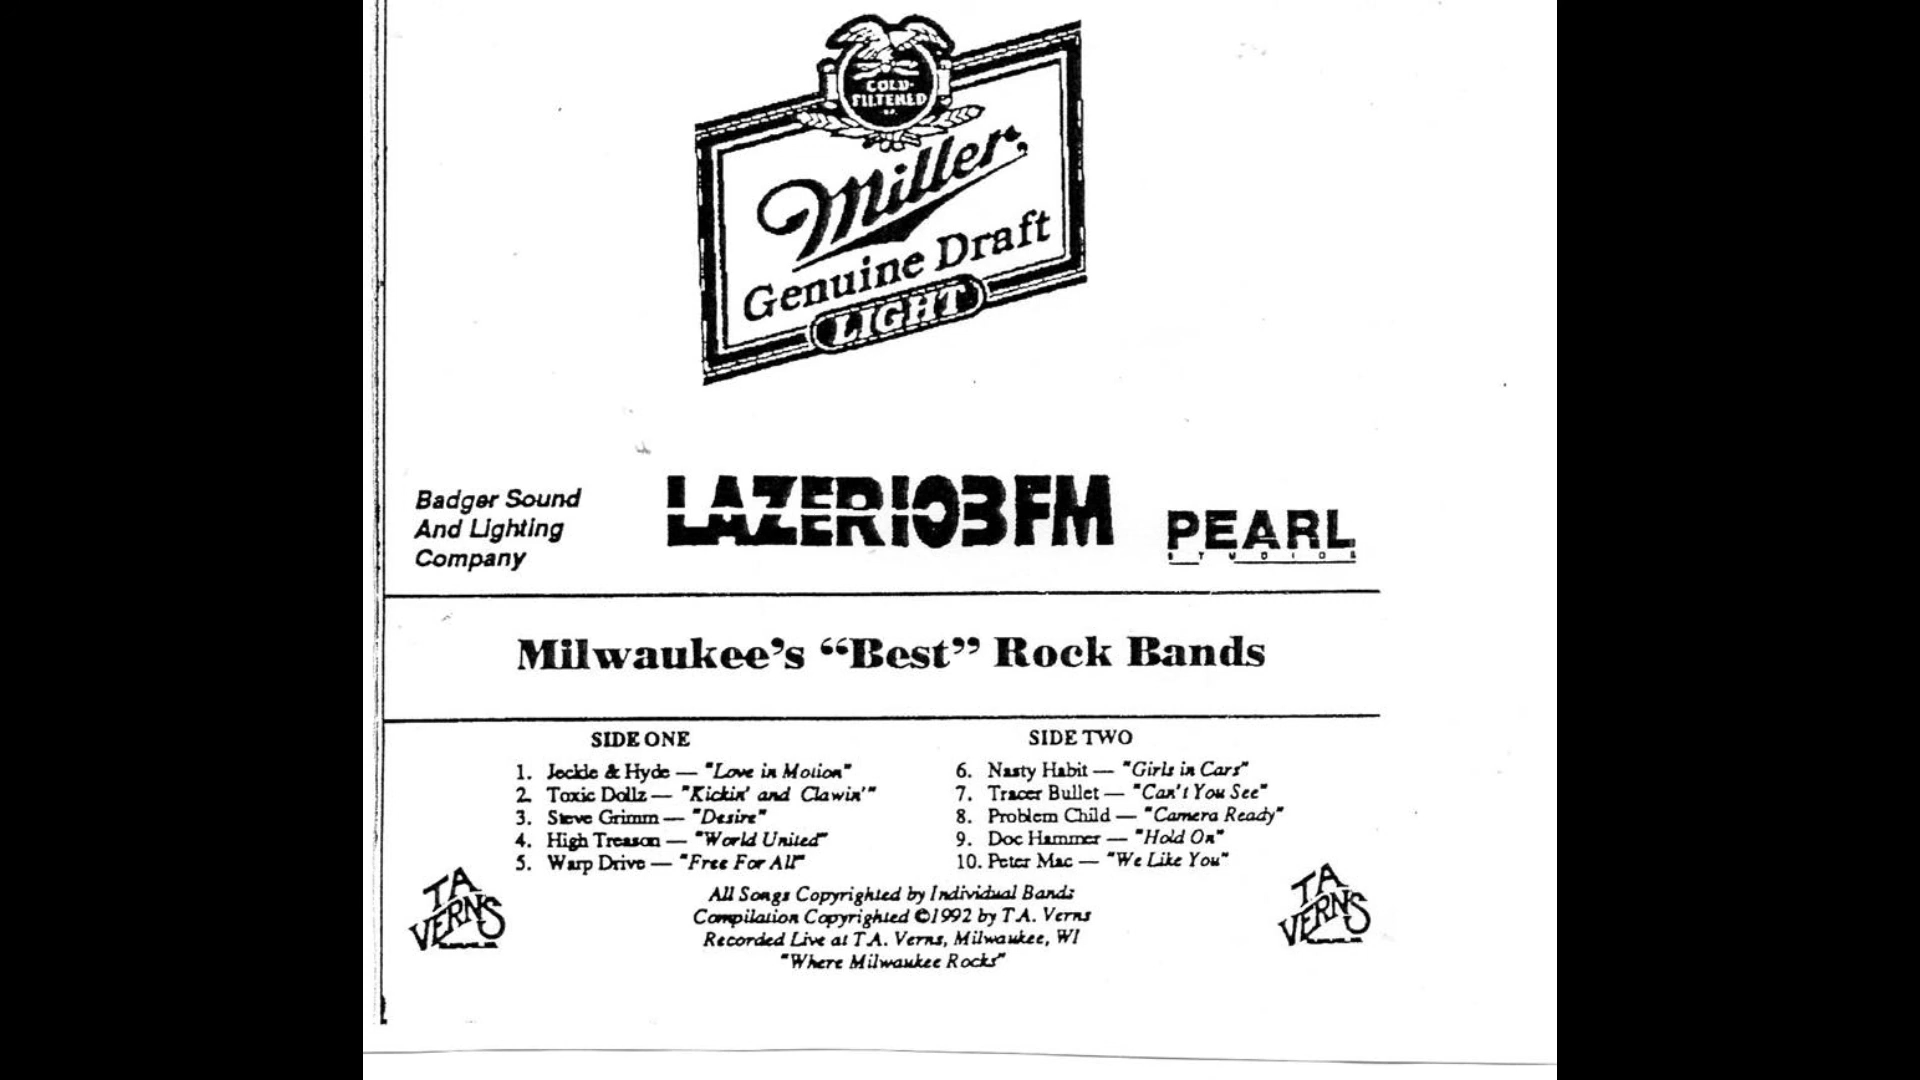 COLD-
FILTERED
Miller
Genuine Draft
LIGHT
Badger Sound
And Lighting
Company
LAZER103FM
PEARL
STUDIOS
Milwaukee's “Best” Rock Bands
SIDE ONE
1. Jeckle & Hyde — "Love in Motion"
2. Toxic Dollz — "Kickin' and Clawin'"
3. Steve Grimm — "Desire"
4. High Treason — "World United"
5. Warp Drive — "Free For All"
SIDE TWO
6. Nasty Habit — "Girls in Cars"
7. Tracer Bullet — "Can't You See"
8. Problem Child — "Camera Ready"
9. Doc Hammer — "Hold On"
10. Peter Mac — "We Like You"
TA
VERNS
All Songs Copyrighted by Individual Bands
Compilation Copyrighted ©1992 by T.A. Verns
Recorded Live at T.A. Verns, Milwaukee, WI
"Where Milwaukee Rocks"
TA
VERNS